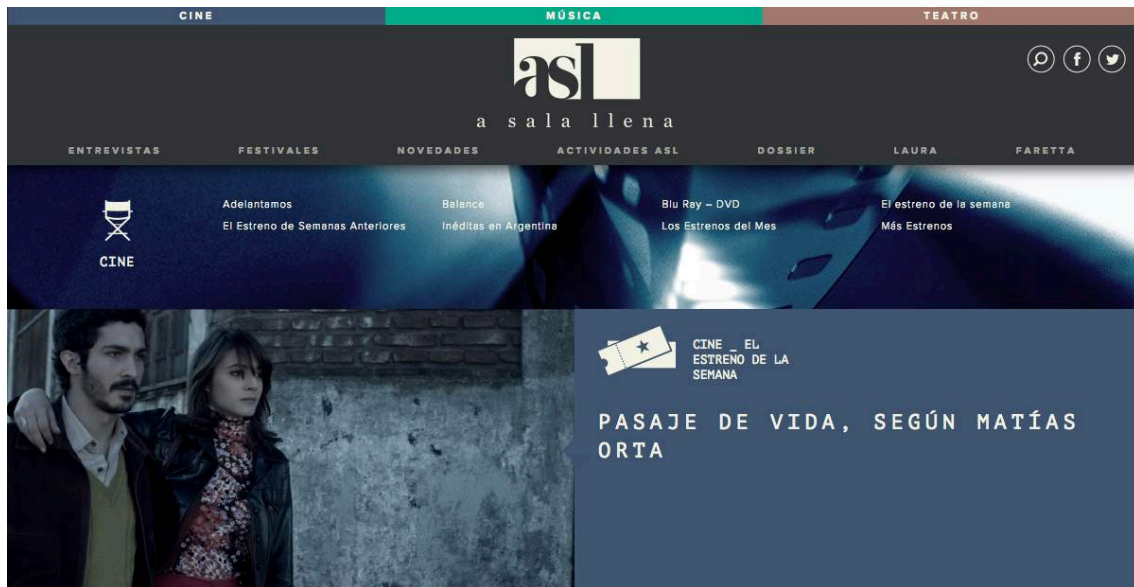 CINE
MÚSICA
TEATRO
asl
a sala llena
ENTREVISTAS
FESTIVALES
NOVEDADES
ACTIVIDADES ASL
DOSSIER
LAURA
FARETTA
Adelantamos
Balance
Blu Ray – DVD
El estreno de la semana
El Estreno de Semanas Anteriores
Inéditas en Argentina
Los Estrenos del Mes
Más Estrenos
CINE
CINE _ EL
ESTRENO DE LA
SEMANA
PASAJE DE VIDA, SEGÚN MATÍAS
ORTA